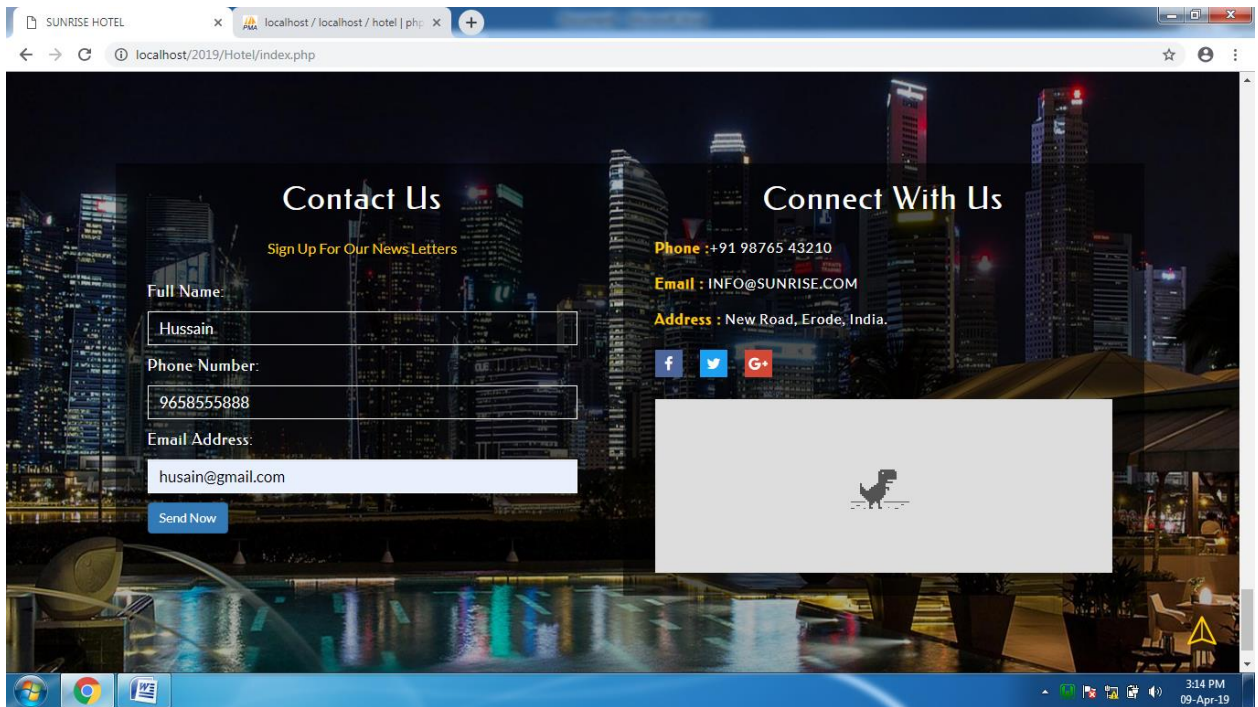 SUNRISE HOTEL
PMA localhost / localhost / hotel | php
localhost/2019/Hotel/index.php
Contact Us
Sign Up For Our News Letters
Full Name:
Hussain
Phone Number:
9658555888
Email Address:
husain@gmail.com
Send Now
Connect With Us
Phone :+91 98765 43210
Email : INFO@SUNRISE.COM
Address : New Road, Erode, India.
f
G+
W
3:14 PM
09-Apr-19